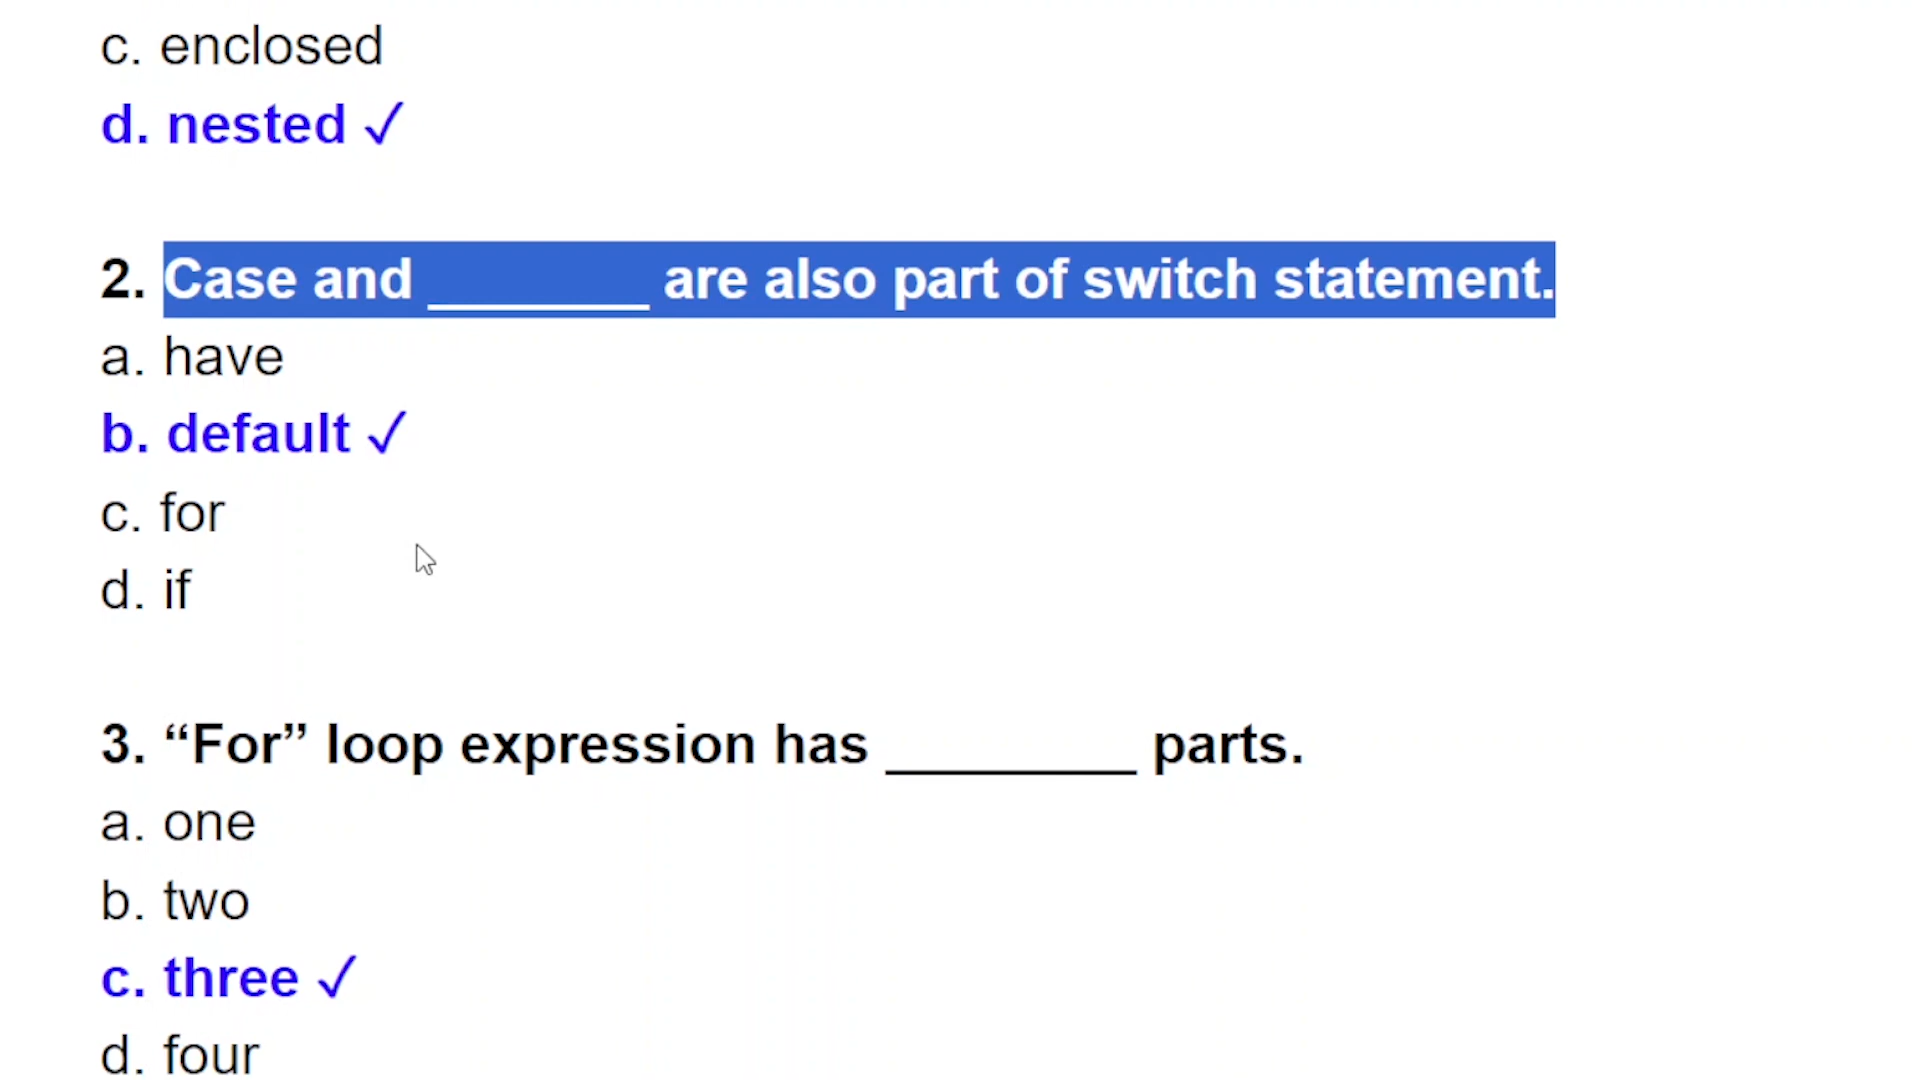 c. enclosed
d. nested ✓
2. Case and _______ are also part of switch statement.
a. have
b. default ✓
c. for
d. if
3. “For” loop expression has ________ parts.
a. one
b. two
c. three ✓
d. four